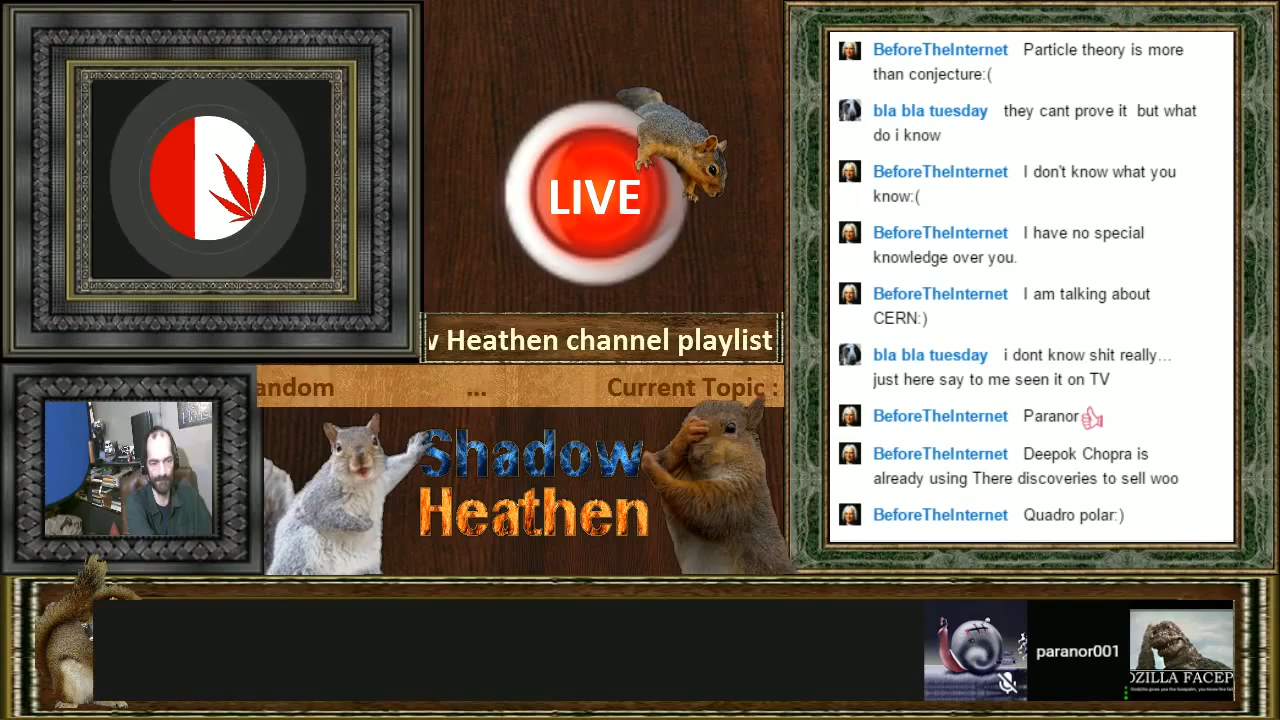 LIVE
Heathen channel playlist
andom ... Current Topic :
Shadow
Heathen
BeforeTheInternet Particle theory is more
than conjecture:(
bla bla tuesday they cant prove it but what
do i know
BeforeTheInternet I don't know what you
know:(
BeforeTheInternet I have no special
knowledge over you.
BeforeTheInternet I am talking about
CERN:)
bla bla tuesday i dont know shit really...
just here say to me seen it on TV
BeforeTheInternet Paranor
BeforeTheInternet Deepok Chopra is
already using There discoveries to sell woo
BeforeTheInternet Quadro polar:)
paranor001
DZILLA FACEP